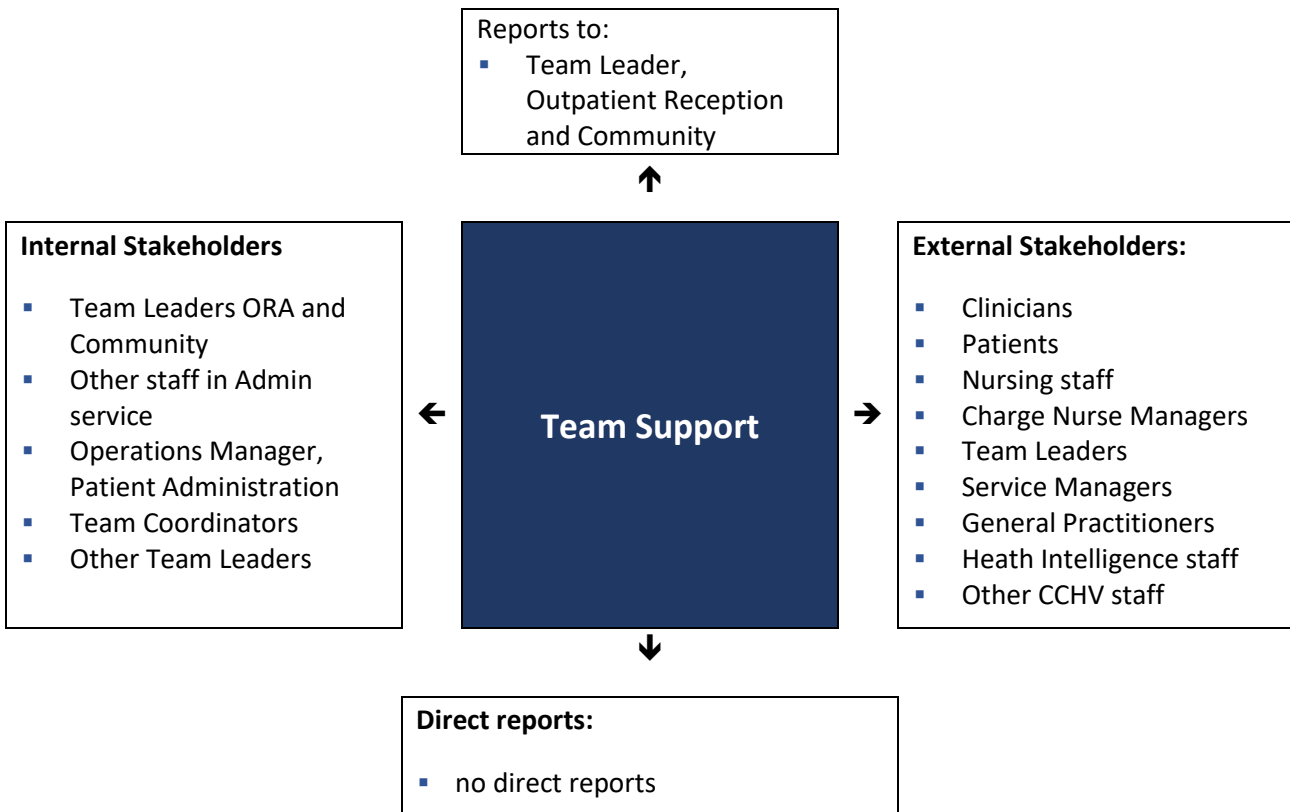 Reports to:
▪ Team Leader,
Outpatient Reception
and Community
Internal Stakeholders
▪ Team Leaders ORA and
Community
▪ Other staff in Admin
service
▪ Operations Manager,
Patient Administration
▪ Team Coordinators
▪ Other Team Leaders
Team Support
External Stakeholders:
▪ Clinicians
▪ Patients
▪ Nursing staff
▪ Charge Nurse Managers
▪ Team Leaders
▪ Service Managers
▪ General Practitioners
▪ Heath Intelligence staff
▪ Other CCHV staff
Direct reports:
▪ no direct reports